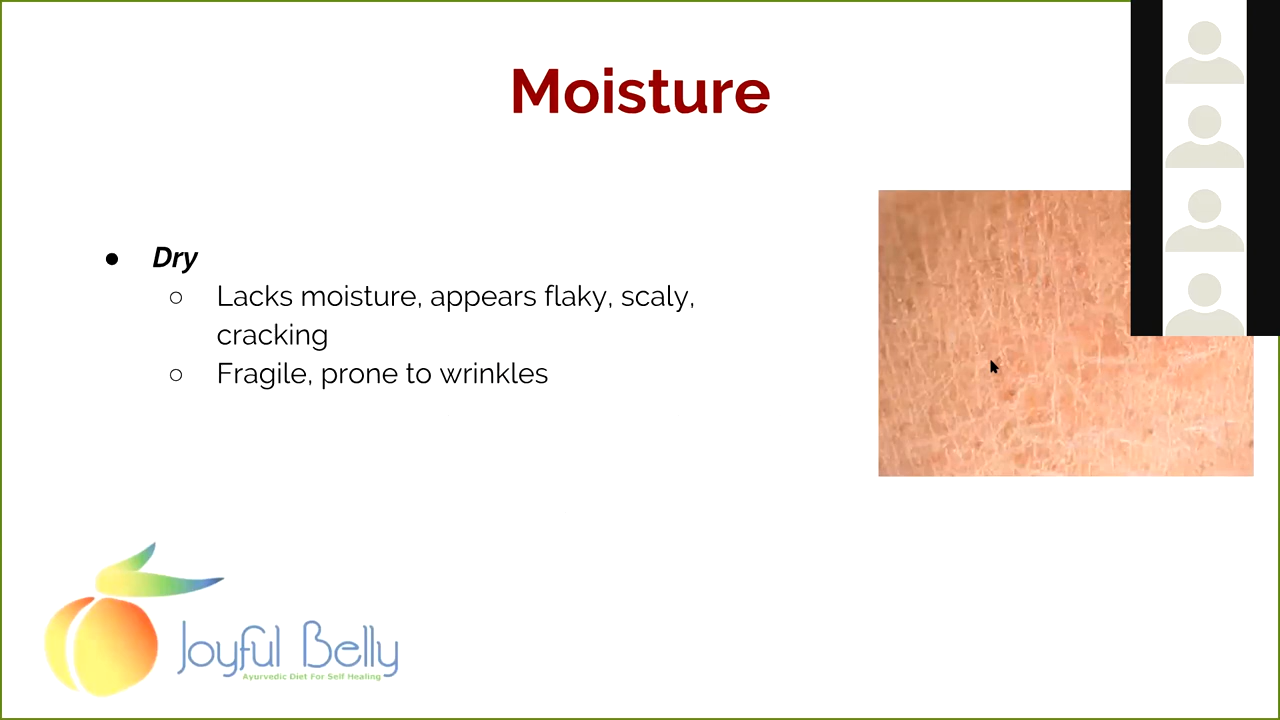 Moisture
● Dry
○ Lacks moisture, appears flaky, scaly,
cracking
○ Fragile, prone to wrinkles
Joyful Belly
Ayurvedic Diet For Self Healing